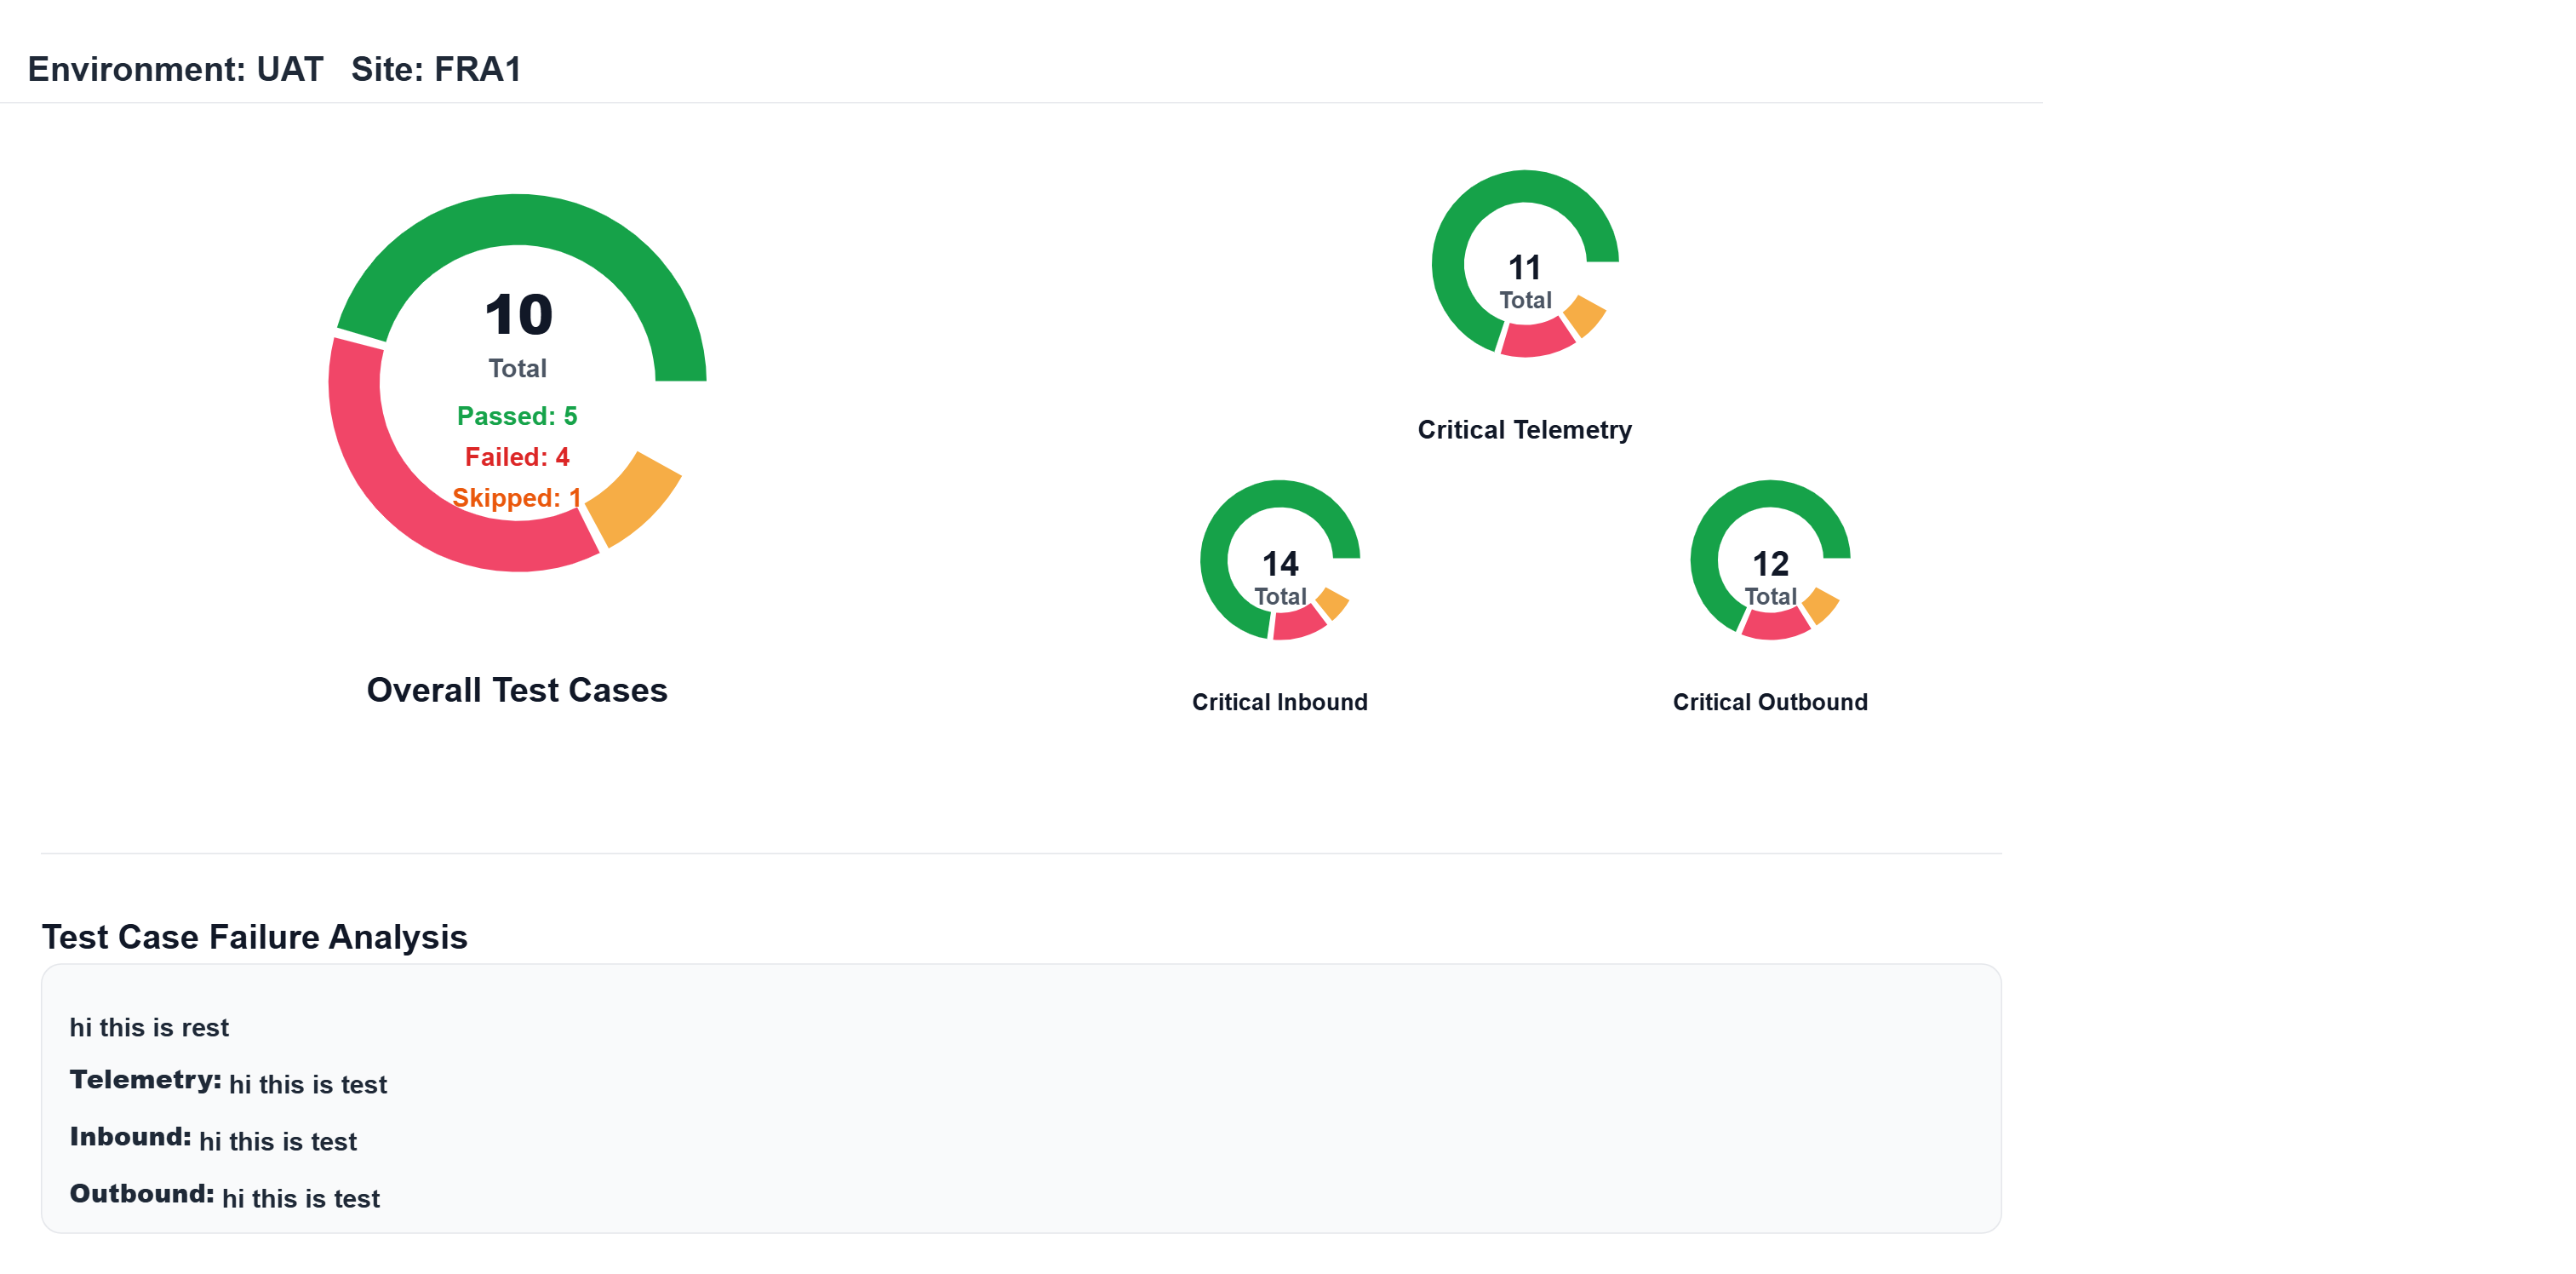 Environment: UAT Site: FRA1
10
Total
Passed: 5
Failed: 4
Skipped: 1
Overall Test Cases
11
Total
Critical Telemetry
14
Total
Critical Inbound
12
Total
Critical Outbound
Test Case Failure Analysis
hi this is rest
Telemetry: hi this is test
Inbound: hi this is test
Outbound: hi this is test